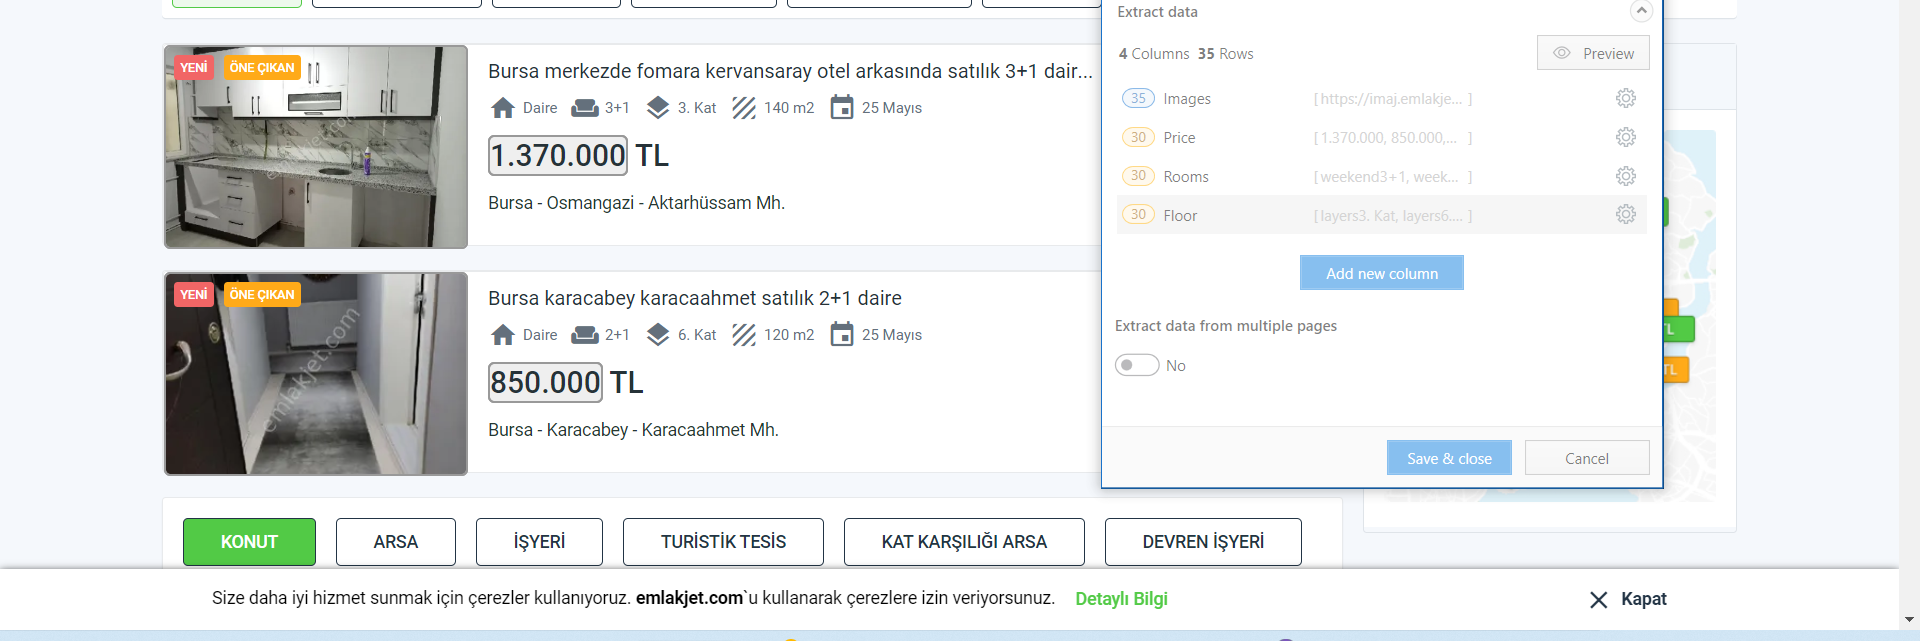 YENİ ÖNE ÇIKAN
emlakjet.com
Bursa merkezde fomara kervansaray otel arkasında satılık 3+1 dair...
Daire 3+1 3. Kat 140 m2 25 Mayıs
1.370.000 TL
Bursa - Osmangazi - Aktarhüssam Mh.
YENİ ÖNE ÇIKAN
emlakjet.com
Bursa karacabey karacaahmet satılık 2+1 daire
Daire 2+1 6. Kat 120 m2 25 Mayıs
850.000 TL
Bursa - Karacabey - Karacaahmet Mh.
Extract data
4 Columns 35 Rows
Preview
35 Images [ https://imaj.emlakje... ]
30 Price [ 1.370.000, 850.000,... ]
30 Rooms [ weekend3+1, week... ]
30 Floor [ layers3. Kat, layers6.... ]
Add new column
Extract data from multiple pages
No
Save & close Cancel
TL
TL
KONUT ARSA İŞYERİ TURİSTİK TESİS KAT KARŞILIĞI ARSA DEVREN İŞYERİ
Size daha iyi hizmet sunmak için çerezler kullanıyoruz. emlakjet.com`u kullanarak çerezlere izin veriyorsunuz. Detaylı Bilgi
Kapat